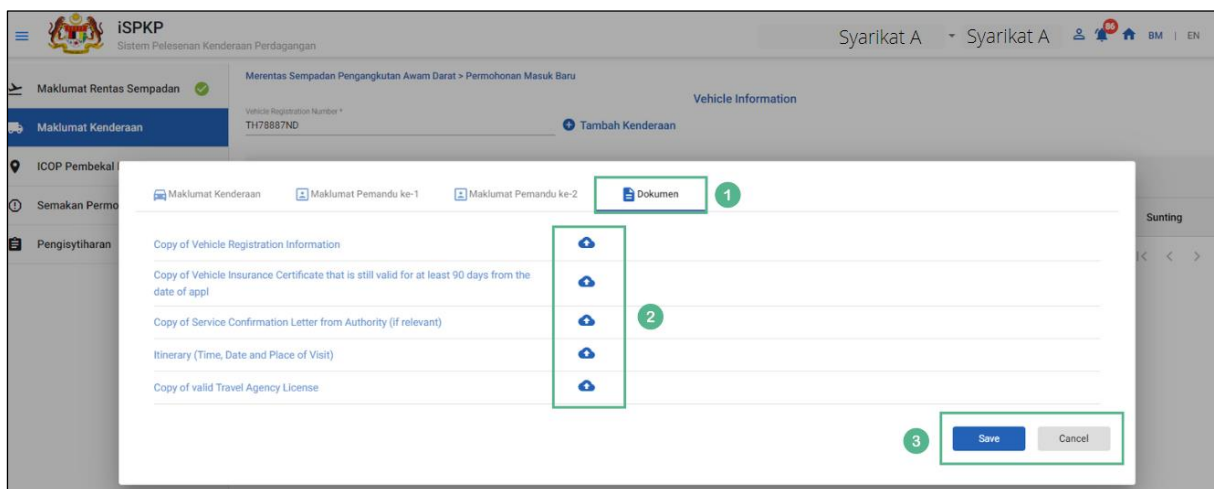 iSPKP
Sistem Pelesenan Kenderaan Perdagangan
Syarikat A
Syarikat A
86
BM | EN
Maklumat Rentas Sempadan
Maklumat Kenderaan
ICOP Pembekal
Semakan Permo
Pengisytiharan
Merentas Sempadan Pengangkutan Awam Darat > Permohonan Masuk Baru
Vehicle Information
Vehicle Registration Number *
TH78887ND
Tambah Kenderaan
Sunting
Maklumat Kenderaan
Maklumat Pemandu ke-1
Maklumat Pemandu ke-2
Dokumen
1
Copy of Vehicle Registration Information
Copy of Vehicle Insurance Certificate that is still valid for at least 90 days from the
date of appl
Copy of Service Confirmation Letter from Authority (if relevant)
2
Itinerary (Time, Date and Place of Visit)
Copy of valid Travel Agency License
3
Save
Cancel